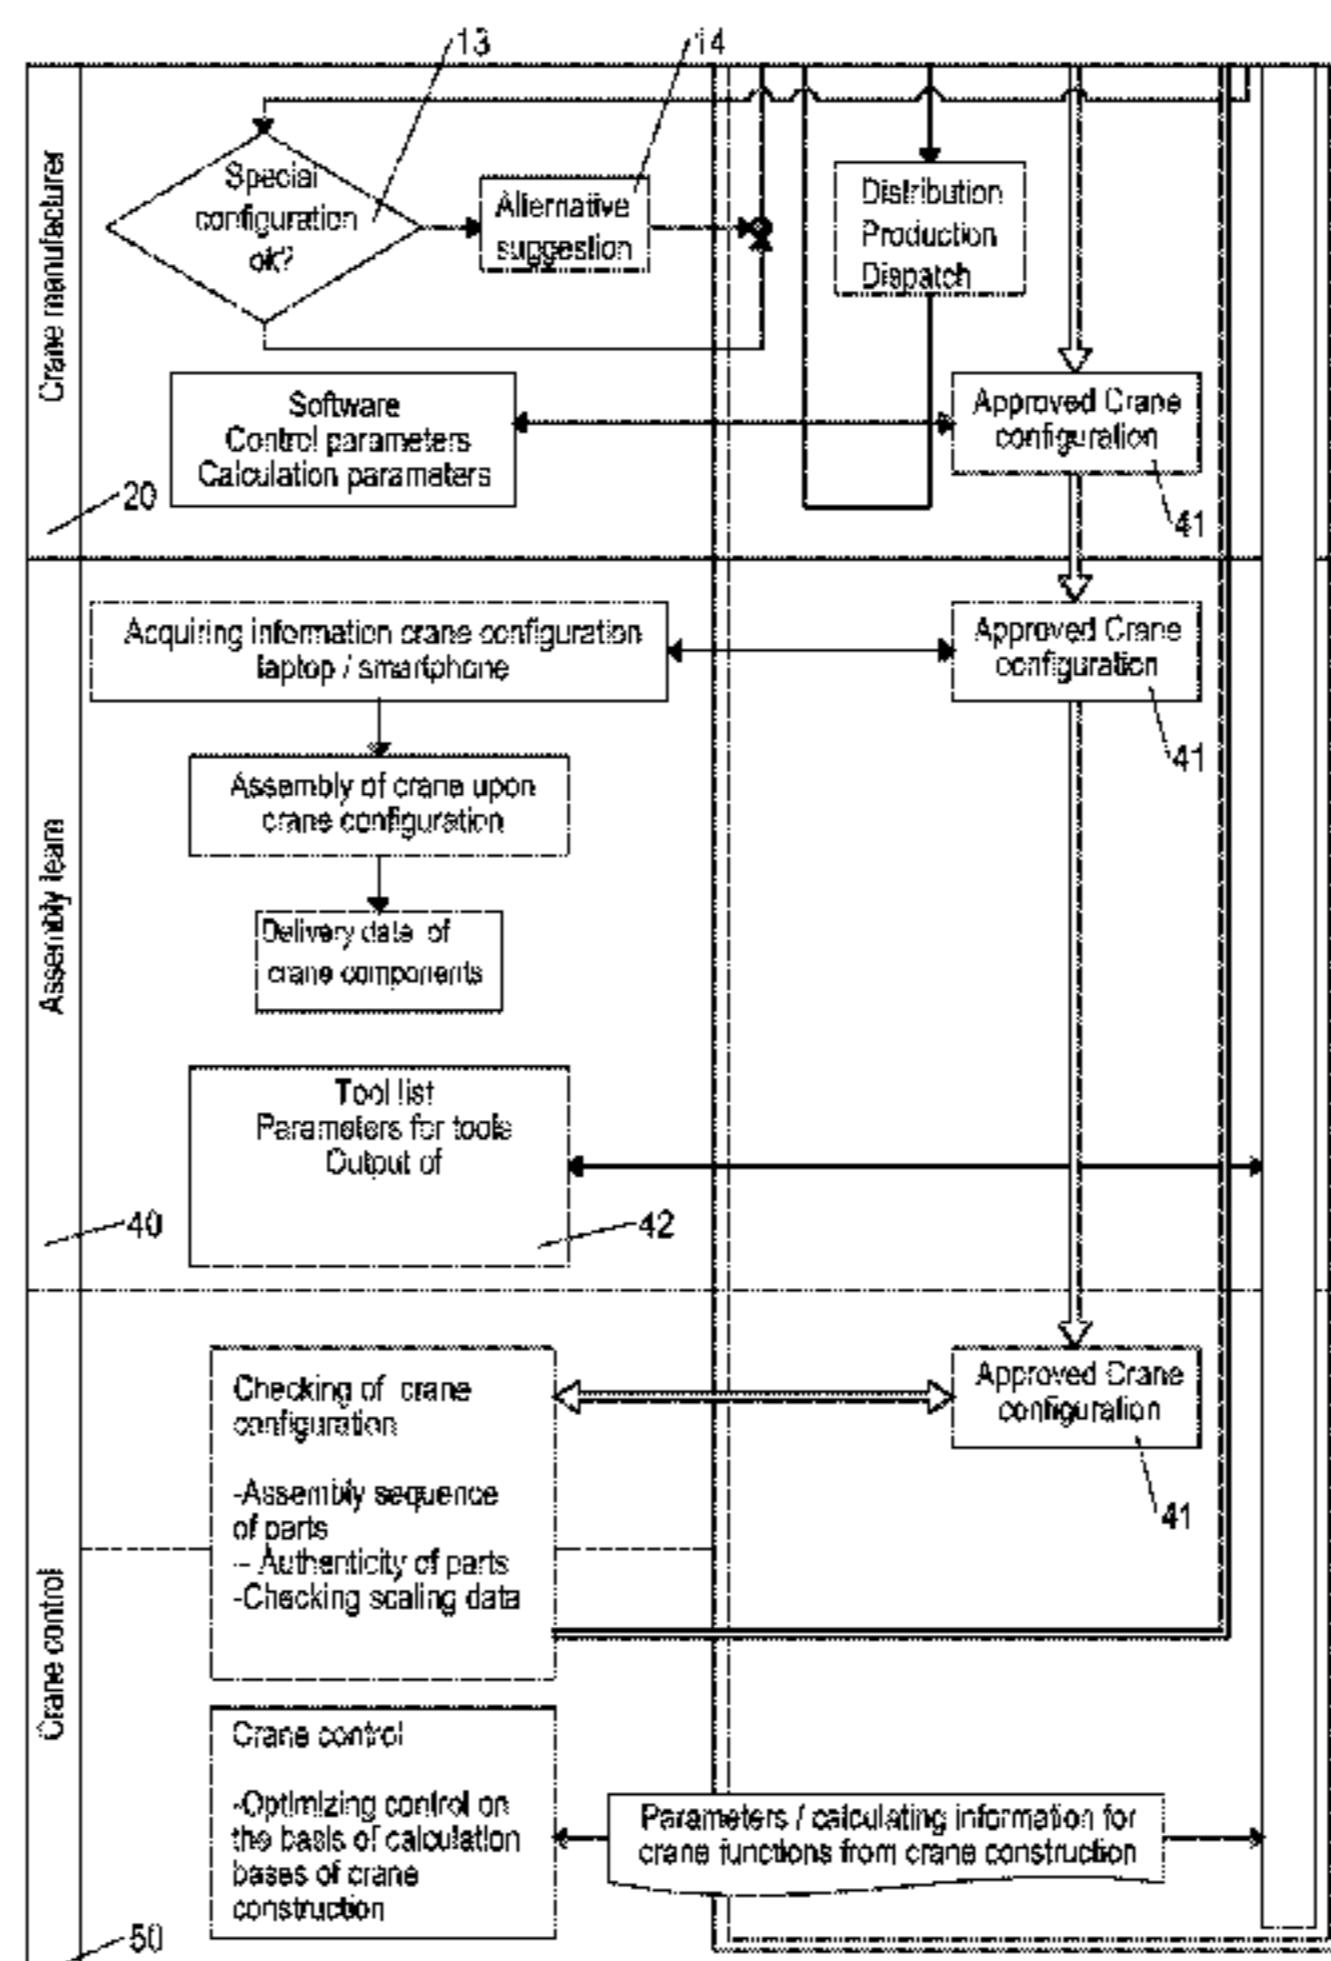 13
14
Crane manufacturer
Special
configuration
ok?
Alternative
suggestion
Distribution
Production
Dispatch
Software
Control parameters
Calculation parameters
Approved Crane
configuration
20
41
Assembly team
Acquiring information crane configuration
laptop / smartphone
Approved Crane
configuration
41
Assembly of crane upon
crane configuration
Delivery date of
crane components
Tool list
Parameters for tools
Output of
40
42
Crane control
Checking of crane
configuration
-Assembly sequence
of parts
- Authenticity of parts
-Checking scaling data
Approved Crane
configuration
41
Crane control
-Optimizing control on
the basis of calculation
bases of crane
construction
Parameters / calculating information for
crane functions from crane construction
50